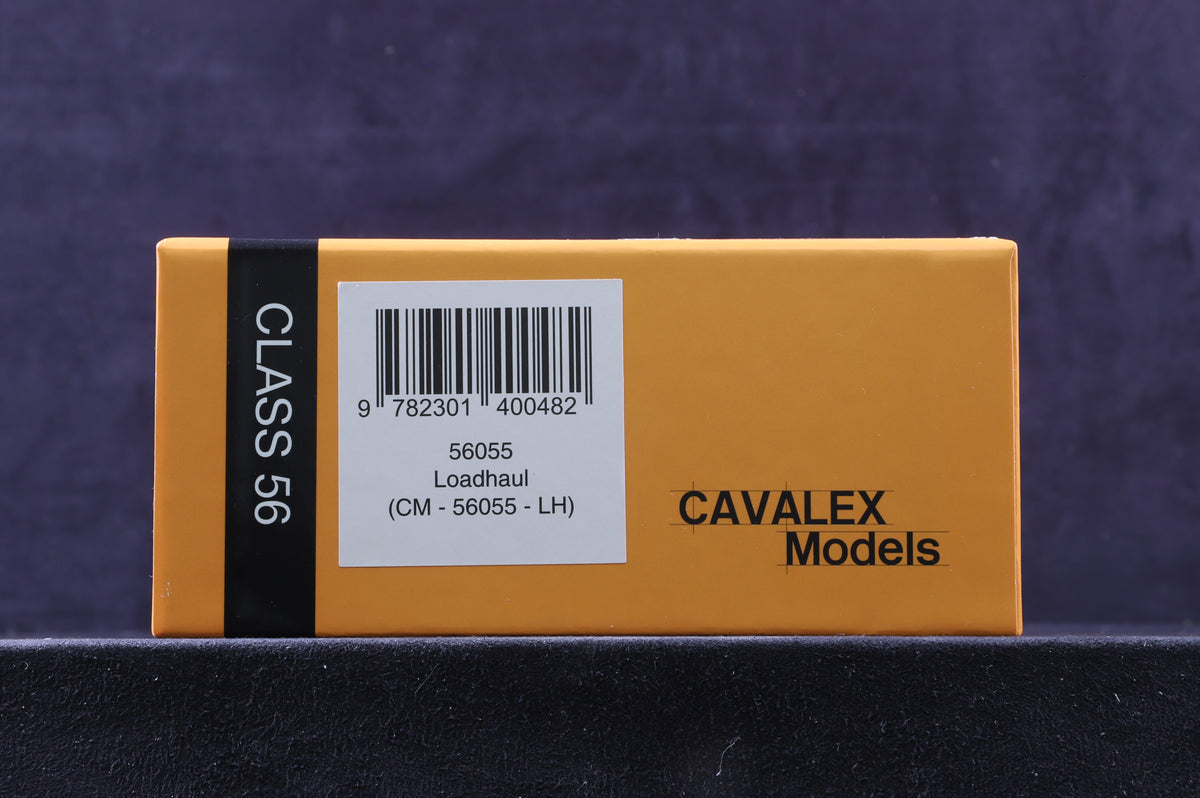 CLASS 56
9 782301 400482
56055
Loadhaul
(CM - 56055 - LH)
CAVALEX
Models